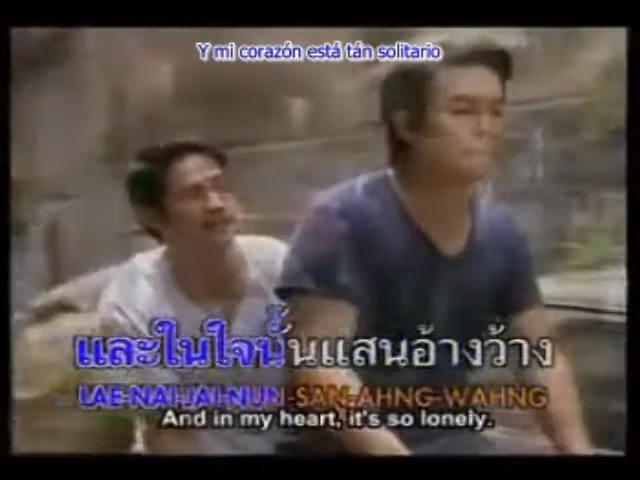 Y mi corazón está tán solitario
และในใจนั้นแสนอ้างว้าง
LAE-NAI-JAI-NUN-SAN-AHNG-WAHNG
And in my heart, it's so lonely.